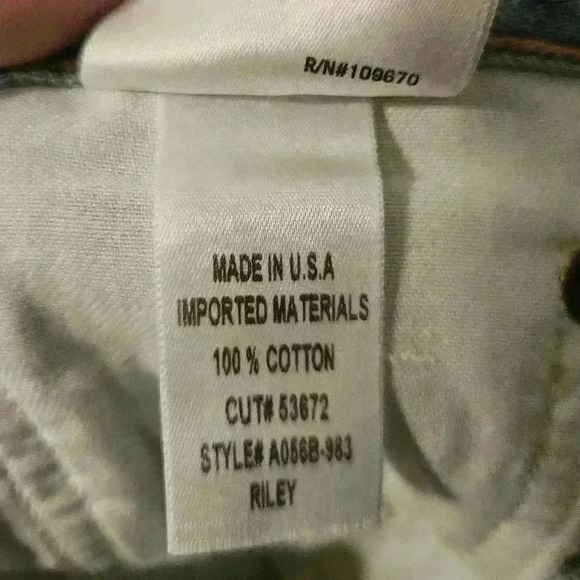 R/N#109670
MADE IN U.S.A
IMPORTED MATERIALS
100 % COTTON
CUT# 53672
STYLE# A056B-983
RILEY